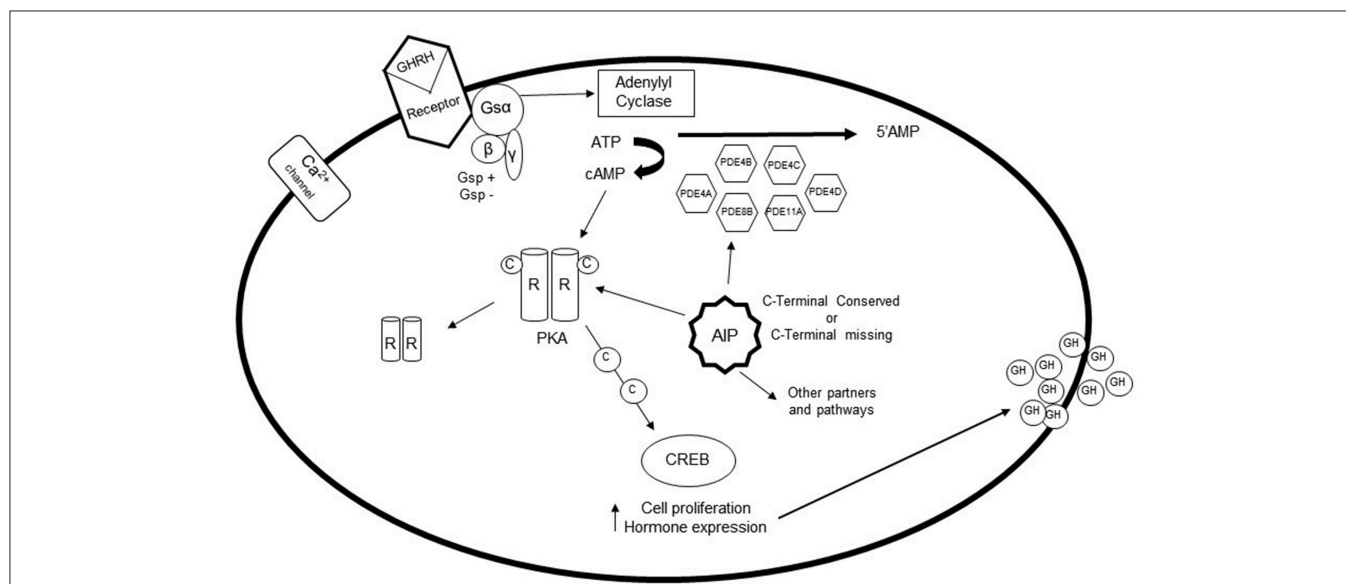 GHRH
Receptor
Gsα
β
γ
Gsp +
Gsp -
Ca2+
channel
Adenylyl
Cyclase
ATP
cAMP
5'AMP
PDE4B
PDE4C
PDE4A
PDE4D
PDE8B
PDE11A
C
R
R
C
PKA
R
R
C
C
AIP
C-Terminal Conserved
or
C-Terminal missing
Other partners
and pathways
CREB
Cell proliferation
Hormone expression
GH
GH
GH
GH
GH
GH
GH
GH
GH